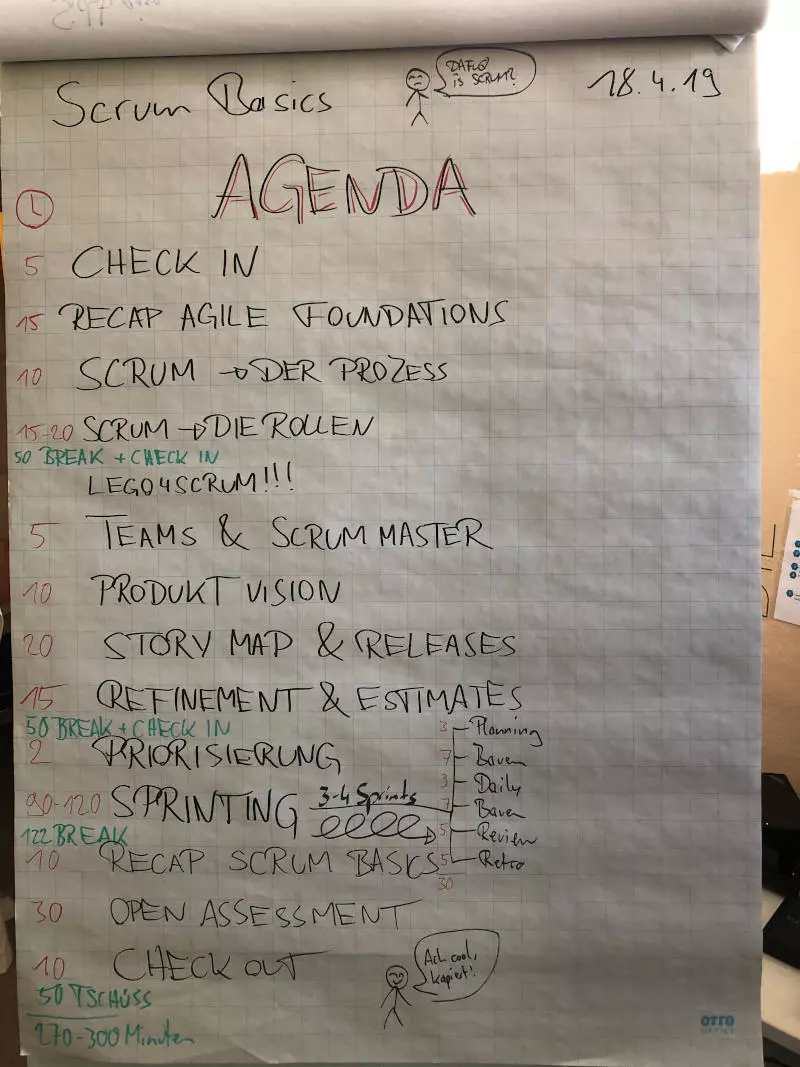 Scrum Basics
DAFUQ
is SCRUM?
18.4.19
AGENDA
5 CHECK IN
15 RECAP AGILE FOUNDATIONS
10 SCRUM → DER PROZESS
15-20 SCRUM → DIE ROLLEN
50 BREAK + CHECK IN
LEGO4SCRUM!!!
5 TEAMS & SCRUM MASTER
10 PRODUKT VISION
20 STORY MAP & RELEASES
15 REFINEMENT & ESTIMATES
50 BREAK + CHECK IN
2 PRIORISIERUNG
90-120 SPRINTING 3-4 Sprints
3 Planning
7 Bauen
3 Daily
7 Bauen
5 Review
5 Retro
30
122 BREAK
10 RECAP SCRUM BASICS
30 OPEN ASSESSMENT
10 CHECK OUT
Ach cool,
kapiert!
50 TSCHÜSS
270-300 Minuten
OTTO
OFFICE